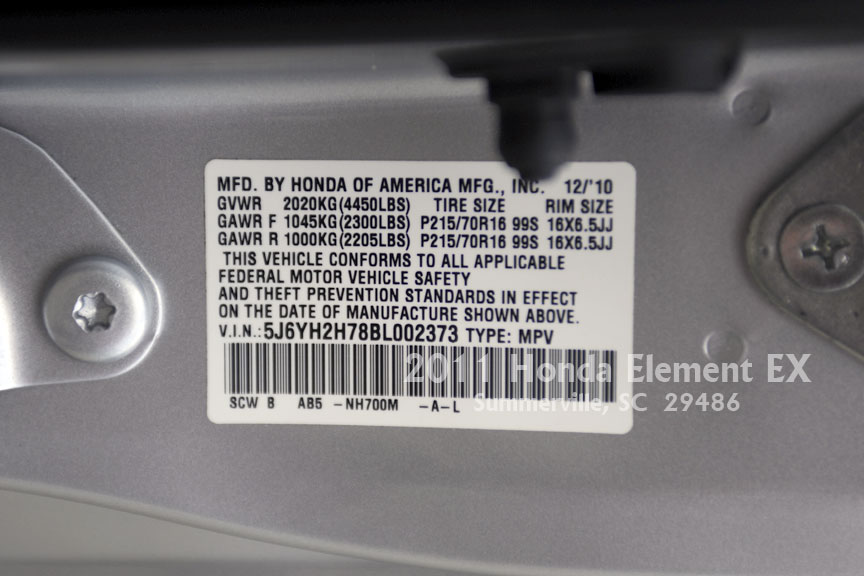 MFD. BY HONDA OF AMERICA MFG., INC. 12/'10
GVWR 2020KG(4450LBS) TIRE SIZE RIM SIZE
GAWR F 1045KG(2300LBS) P215/70R16 99S 16X6.5JJ
GAWR R 1000KG(2205LBS) P215/70R16 99S 16X6.5JJ
THIS VEHICLE CONFORMS TO ALL APPLICABLE
FEDERAL MOTOR VEHICLE SAFETY
AND THEFT PREVENTION STANDARDS IN EFFECT
ON THE DATE OF MANUFACTURE SHOWN ABOVE.
V.I.N.:5J6YH2H78BL002373 TYPE: MPV
2011 Honda Element EX
SCW B AB5 -NH700M -A-L
Summerville, SC 29486